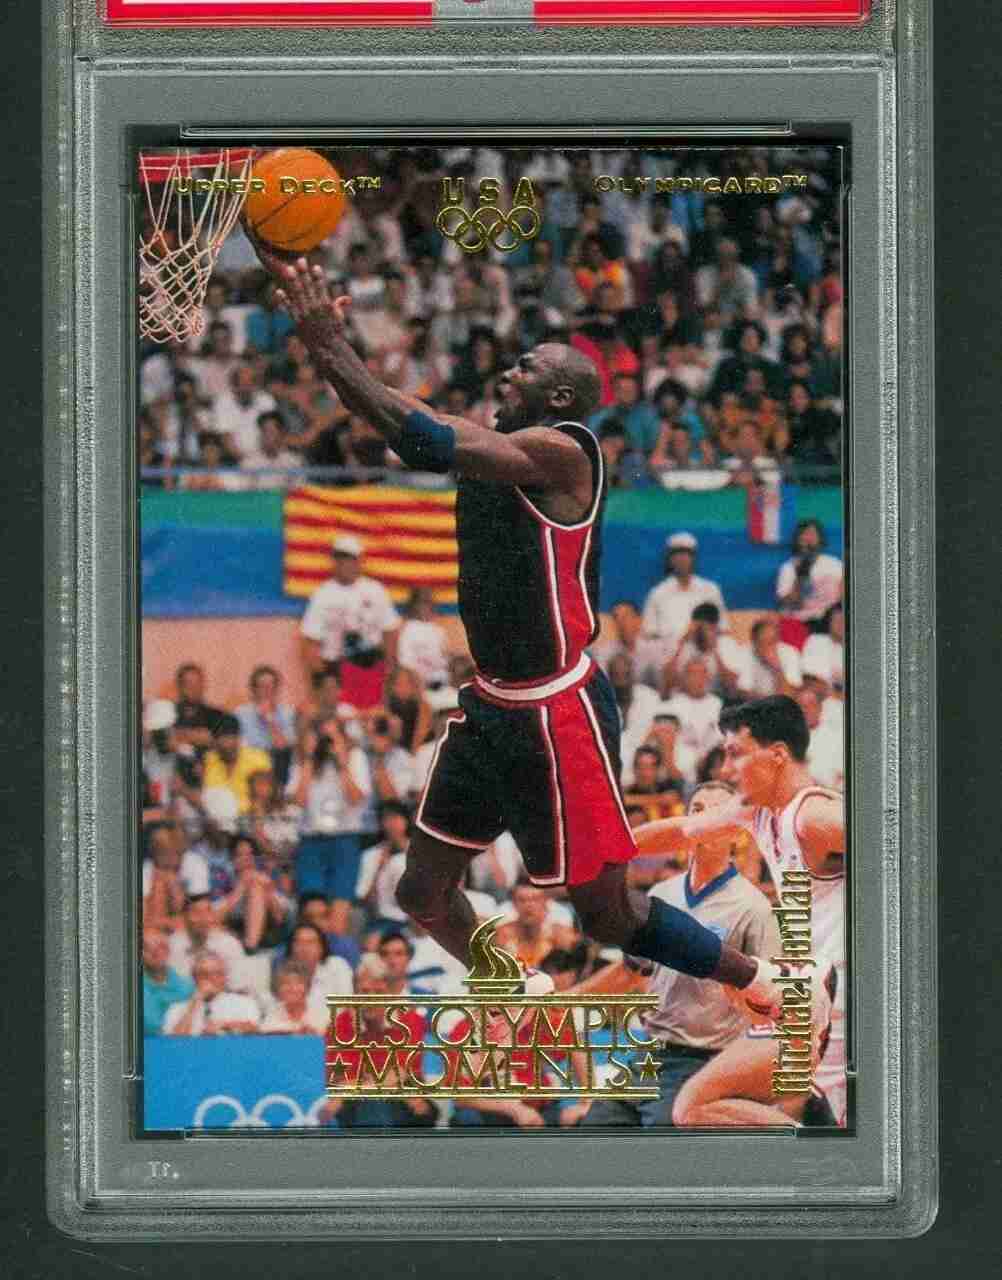 UPPER DECK™
USA
OLYMPICARD™
Michael Jordan
U.S. OLYMPIC
★MOMENTS★